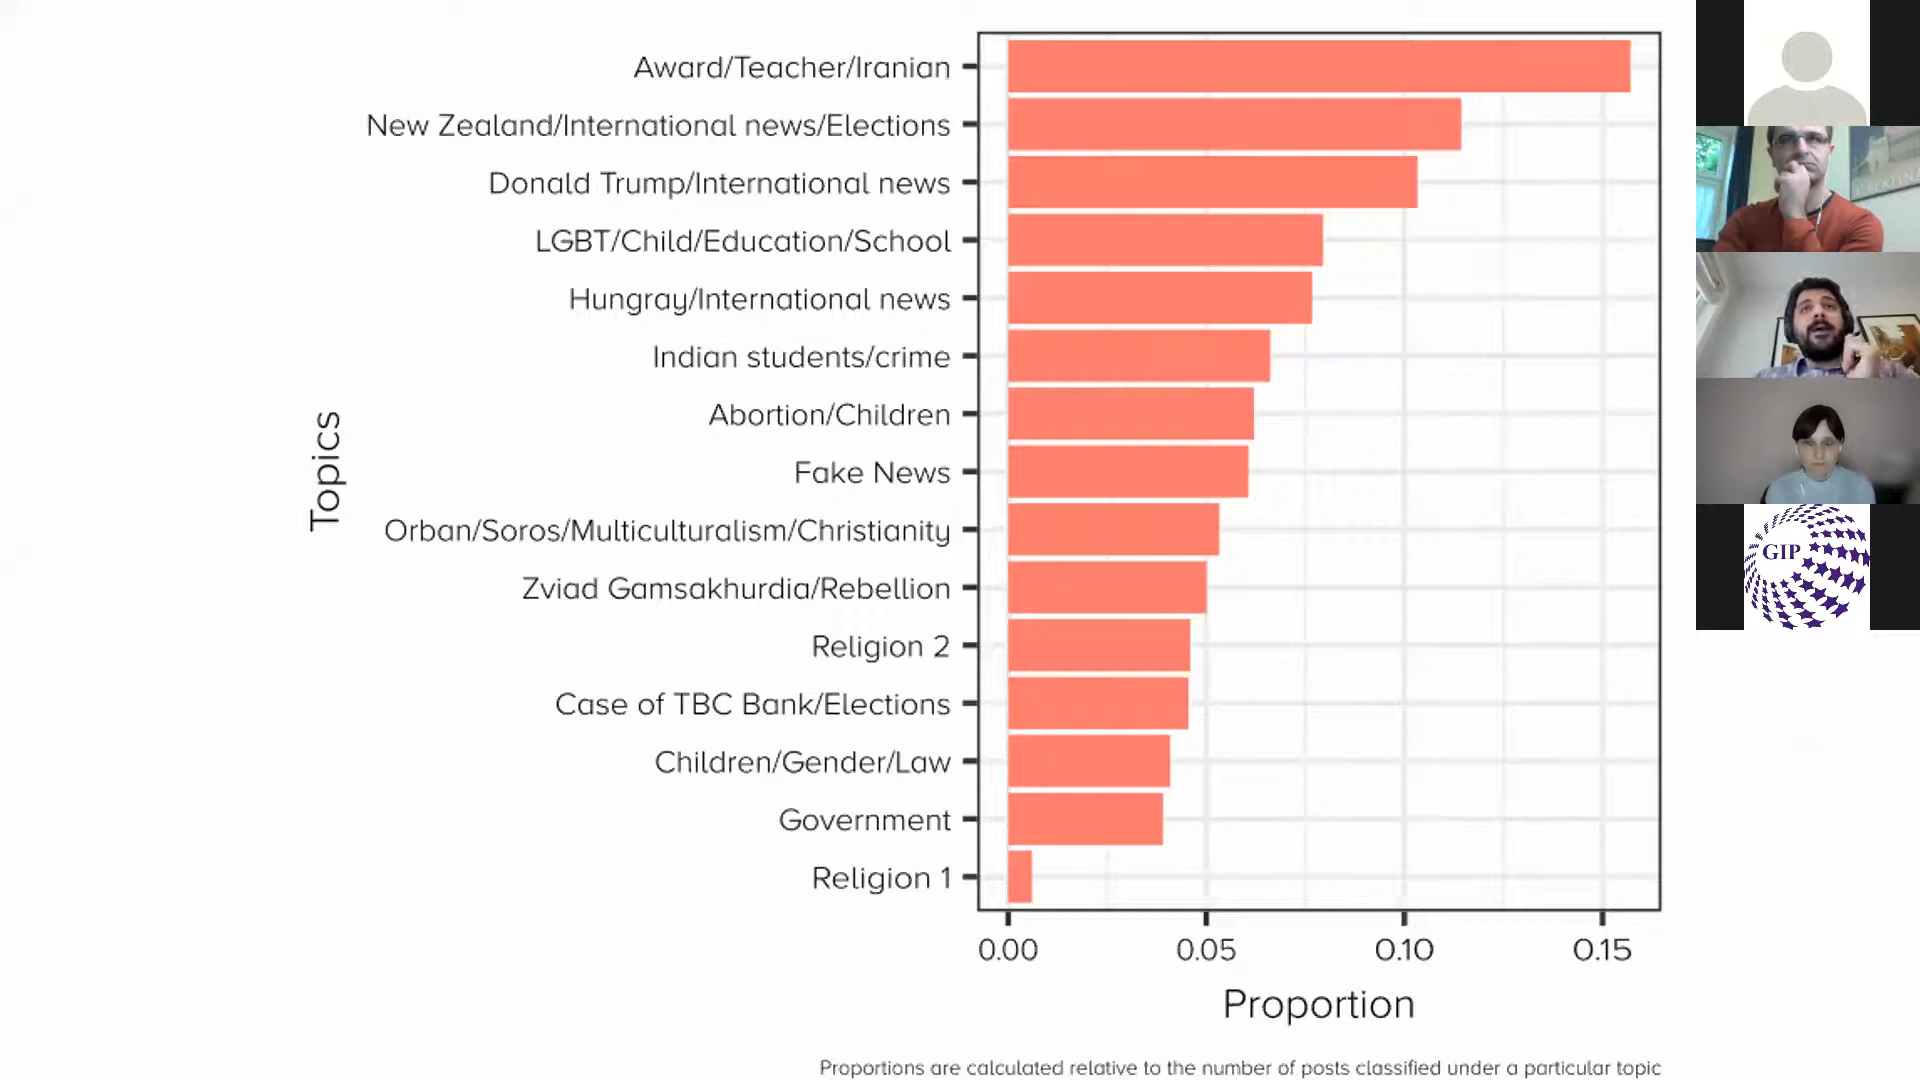 Award/Teacher/Iranian
New Zealand/International news/Elections
Donald Trump/International news
LGBT/Child/Education/School
Hungray/International news
Indian students/crime
Abortion/Children
Fake News
Orban/Soros/Multiculturalism/Christianity
Zviad Gamsakhurdia/Rebellion
Religion 2
Case of TBC Bank/Elections
Children/Gender/Law
Government
Religion 1
Topics
0.00 0.05 0.10 0.15
Proportion
Proportions are calculated relative to the number of posts classified under a particular topic
GIP